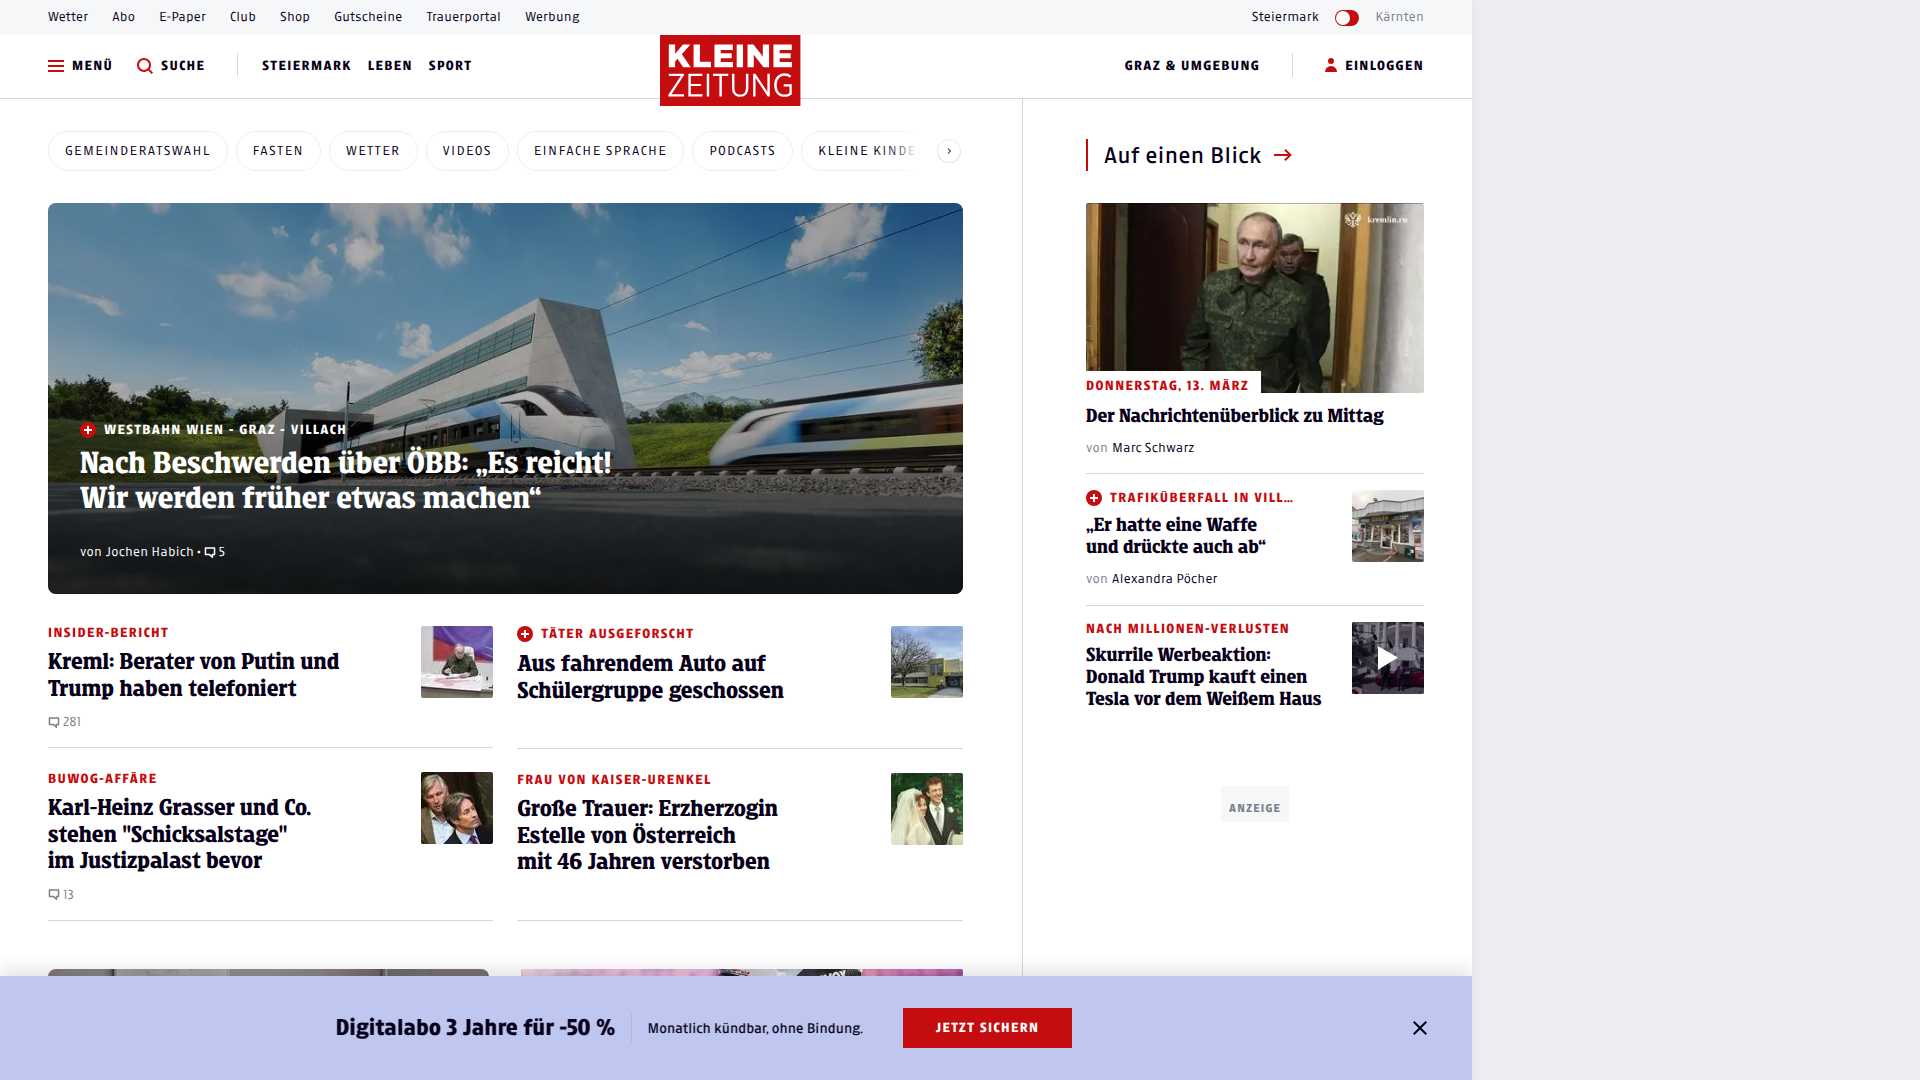 Wetter Abo E-Paper Club Shop Gutscheine Trauerportal Werbung Steiermark Kärnten
MENÜ SUCHE STEIERMARK LEBEN SPORT KLEINE ZEITUNG GRAZ & UMGEBUNG EINLOGGEN
GEMEINDERATSWAHL FASTEN WETTER VIDEOS EINFACHE SPRACHE PODCASTS KLEINE KINDE
WESTBAHN WIEN - GRAZ - VILLACH
Nach Beschwerden über ÖBB: „Es reicht!
Wir werden früher etwas machen“
von Jochen Habich • 5
INSIDER-BERICHT
Kreml: Berater von Putin und
Trump haben telefoniert
281
TÄTER AUSGEFORSCHT
Aus fahrendem Auto auf
Schülergruppe geschossen
BUWOG-AFFÄRE
Karl-Heinz Grasser und Co.
stehen "Schicksalstage"
im Justizpalast bevor
13
FRAU VON KAISER-URENKEL
Große Trauer: Erzherzogin
Estelle von Österreich
mit 46 Jahren verstorben
Auf einen Blick
kremlin.ru
DONNERSTAG, 13. MÄRZ
Der Nachrichtenüberblick zu Mittag
von Marc Schwarz
TRAFIKÜBERFALL IN VILL…
„Er hatte eine Waffe
und drückte auch ab“
von Alexandra Pöcher
NACH MILLIONEN-VERLUSTEN
Skurrile Werbeaktion:
Donald Trump kauft einen
Tesla vor dem Weißem Haus
ANZEIGE
Digitalabo 3 Jahre für -50 % Monatlich kündbar, ohne Bindung. JETZT SICHERN